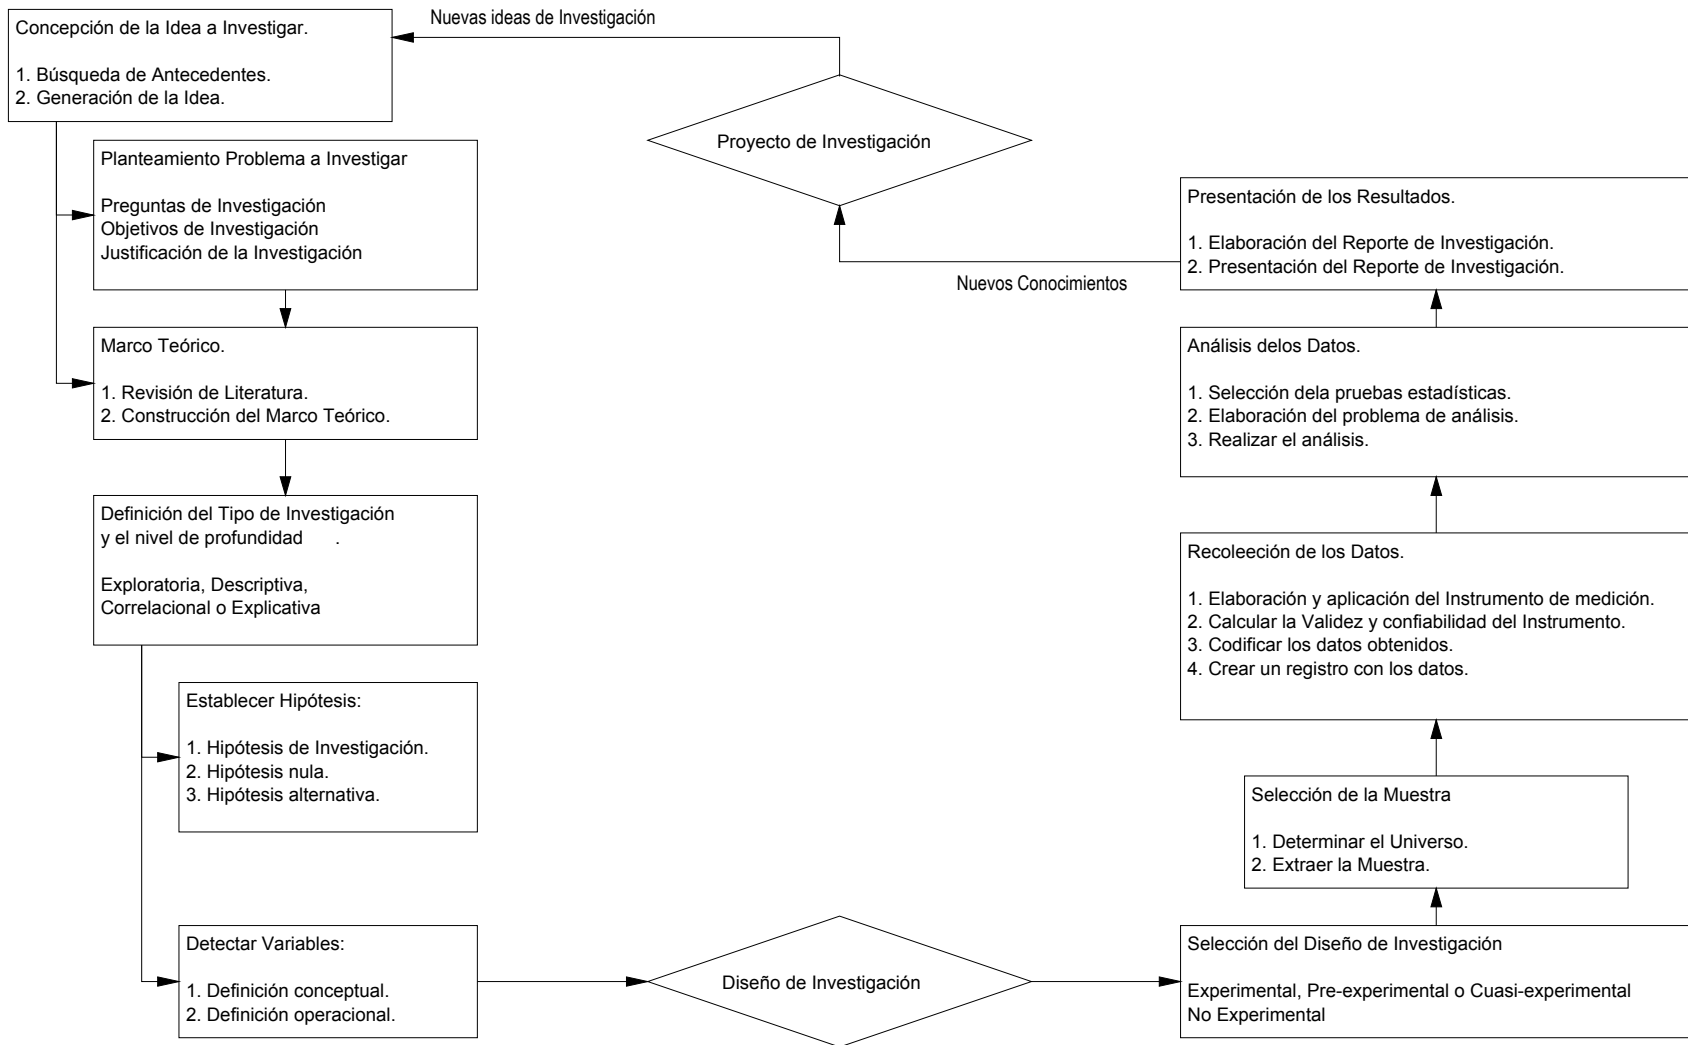 Concepción de la Idea a Investigar.
1. Búsqueda de Antecedentes.
2. Generación de la Idea.
Nuevas ideas de Investigación
Planteamiento Problema a Investigar
Preguntas de Investigación
Objetivos de Investigación
Justificación de la Investigación
Marco Teórico.
1. Revisión de Literatura.
2. Construcción del Marco Teórico.
Definición del Tipo de Investigación
y el nivel de profundidad .
Exploratoria, Descriptiva,
Correlacional o Explicativa
Establecer Hipótesis:
1. Hipótesis de Investigación.
2. Hipótesis nula.
3. Hipótesis alternativa.
Detectar Variables:
1. Definición conceptual.
2. Definición operacional.
Diseño de Investigación
Selección del Diseño de Investigación
Experimental, Pre-experimental o Cuasi-experimental
No Experimental
Selección de la Muestra
1. Determinar el Universo.
2. Extraer la Muestra.
Recoleeción de los Datos.
1. Elaboración y aplicación del Instrumento de medición.
2. Calcular la Validez y confiabilidad del Instrumento.
3. Codificar los datos obtenidos.
4. Crear un registro con los datos.
Análisis delos Datos.
1. Selección dela pruebas estadísticas.
2. Elaboración del problema de análisis.
3. Realizar el análisis.
Presentación de los Resultados.
1. Elaboración del Reporte de Investigación.
2. Presentación del Reporte de Investigación.
Nuevos Conocimientos
Proyecto de Investigación